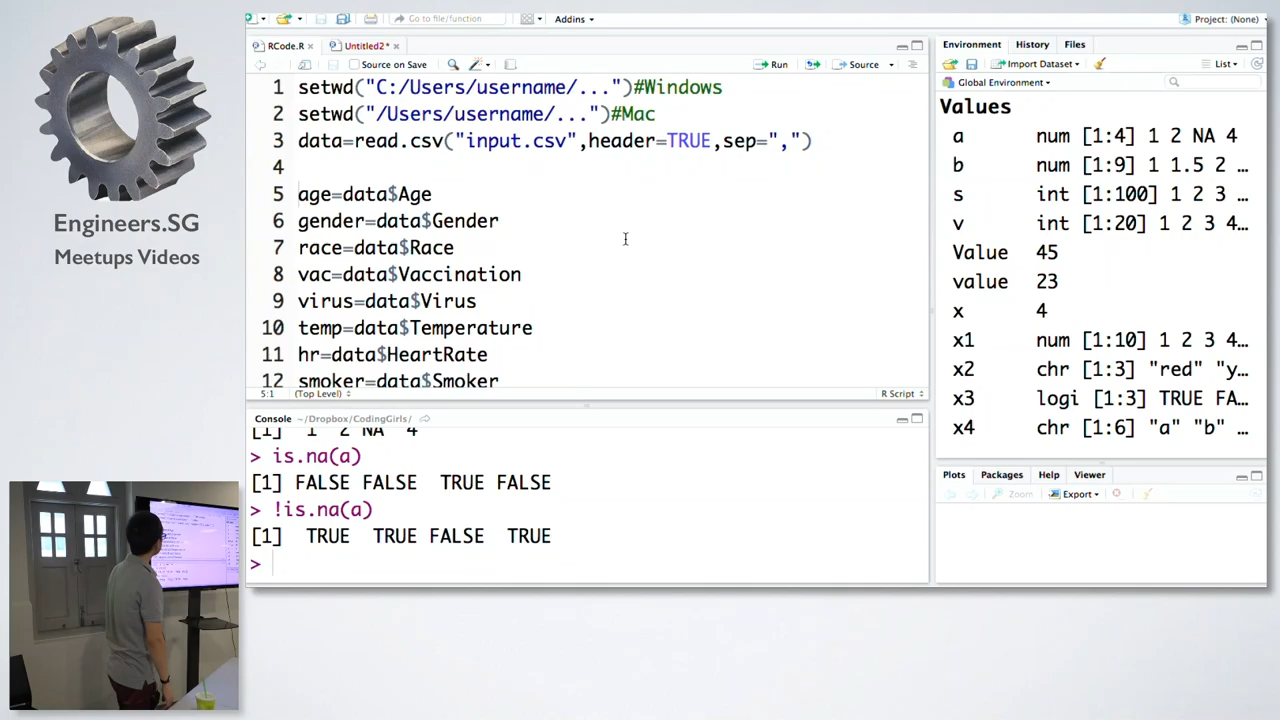 Engineers.SG
Meetups Videos
Go to file/function
Addins
Project: (None)
RCode.R
Untitled2*
Source on Save
Run
Source
1 setwd("C:/Users/username/...")#Windows
2 setwd("/Users/username/...")#Mac
3 data=read.csv("input.csv",header=TRUE,sep=",")
4
5 age=data$Age
6 gender=data$Gender
7 race=data$Race
8 vac=data$Vaccination
9 virus=data$Virus
10 temp=data$Temperature
11 hr=data$HeartRate
12 smoker=data$Smoker
5:1 (Top Level)
R Script
Console ~/Dropbox/CodingGirls/
[1] 1 2 NA 4
> is.na(a)
[1] FALSE FALSE TRUE FALSE
> !is.na(a)
[1] TRUE TRUE FALSE TRUE
>
Environment History Files
Import Dataset
List
Global Environment
Values
a num [1:4] 1 2 NA 4
b num [1:9] 1 1.5 2 …
s int [1:100] 1 2 3 …
v int [1:20] 1 2 3 4…
Value 45
value 23
x 4
x1 num [1:10] 1 2 3 4…
x2 chr [1:3] "red" "y…
x3 logi [1:3] TRUE FA…
x4 chr [1:6] "a" "b" …
Plots Packages Help Viewer
Zoom
Export